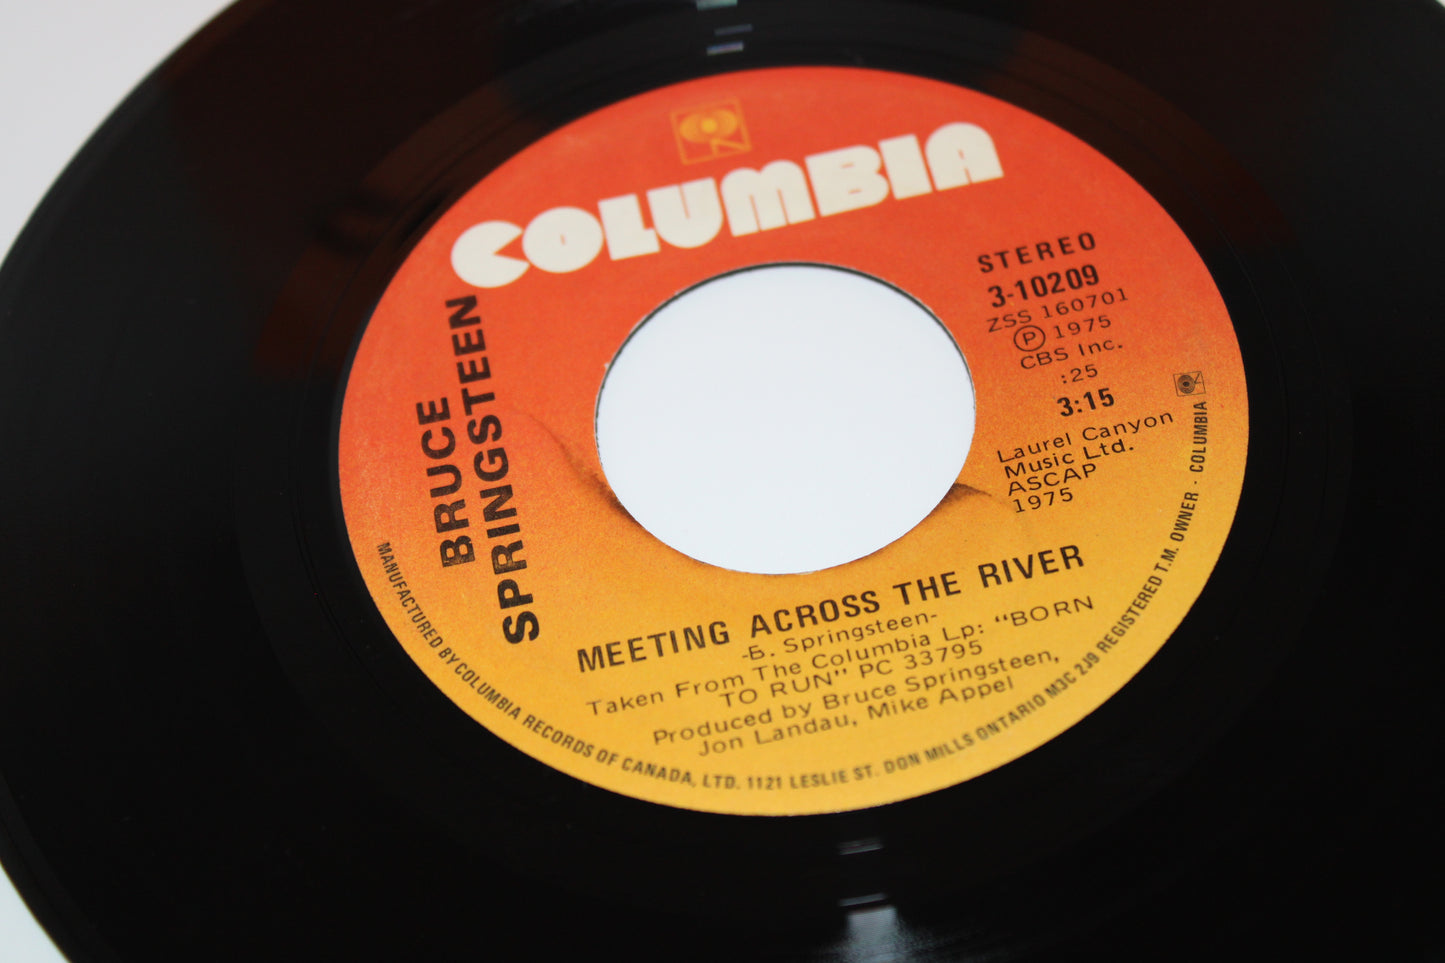 COLUMBIA
BRUCE
SPRINGSTEEN
STEREO
3-10209
ZSS 160701
Ⓟ 1975
CBS Inc.
:25
3:15
Laurel Canyon
Music Ltd.
ASCAP
1975
MEETING ACROSS THE RIVER
-B. Springsteen-
Taken From The Columbia Lp: "BORN
TO RUN" PC 33795
Produced by Bruce Springsteen,
Jon Landau, Mike Appel
MANUFACTURED BY COLUMBIA RECORDS OF CANADA, LTD. 1121 LESLIE ST. DON MILLS ONTARIO M3C 2J9 REGISTERED T.M. OWNER · COLUMBIA